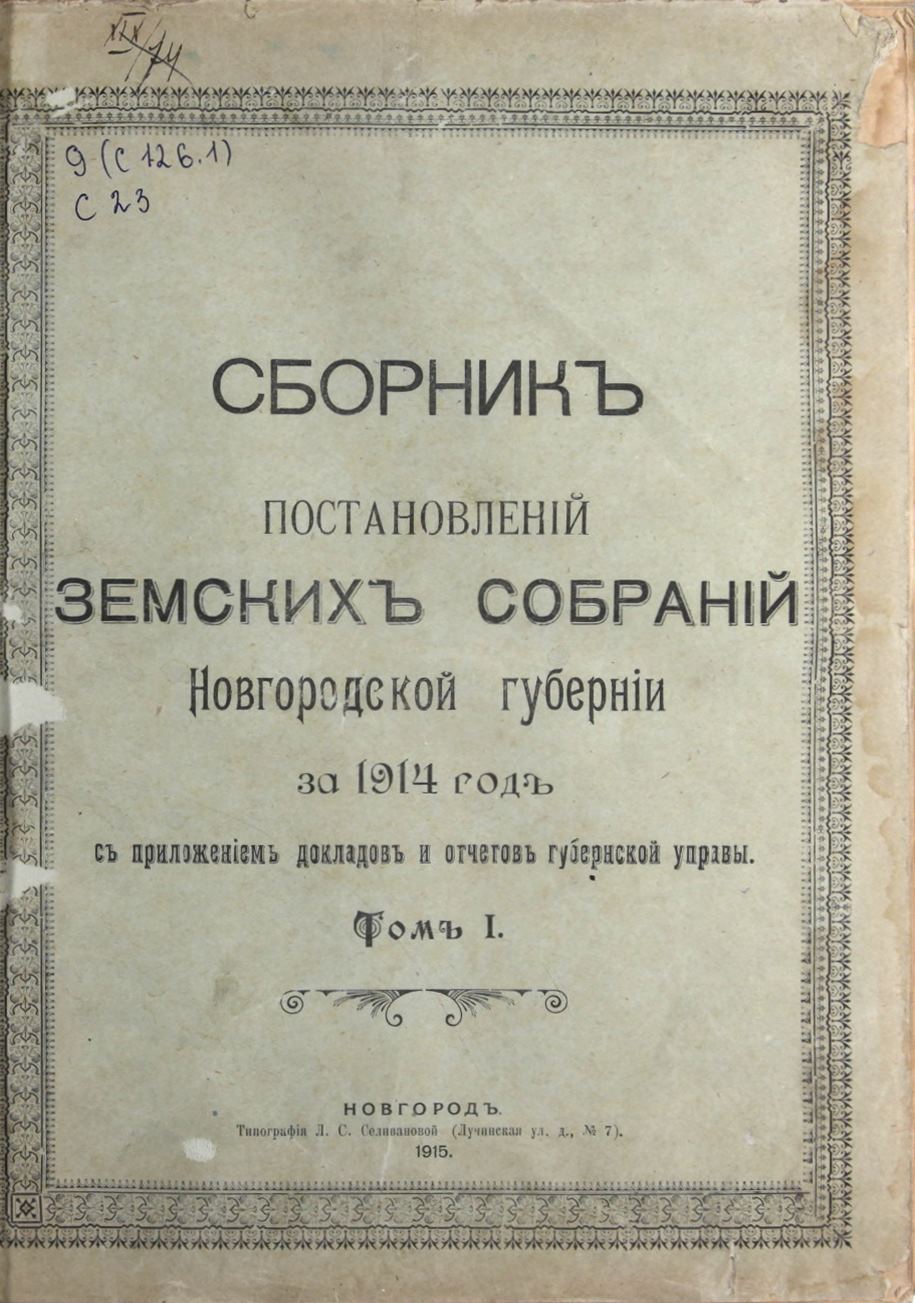 XIX/74
9 (С 126.1)
С 23
СБОРНИКЪ
ПОСТАНОВЛЕНІЙ
ЗЕМСКИХЪ СОБРАНІЙ
Новгородской губерніи
за 1914 годъ
съ приложеніемъ докладовъ и отчетовъ губернской управы.
Томъ I.
НОВГОРОДЪ.
Типографія Л. С. Селивановой (Лучинская ул. д., № 7).
1915.